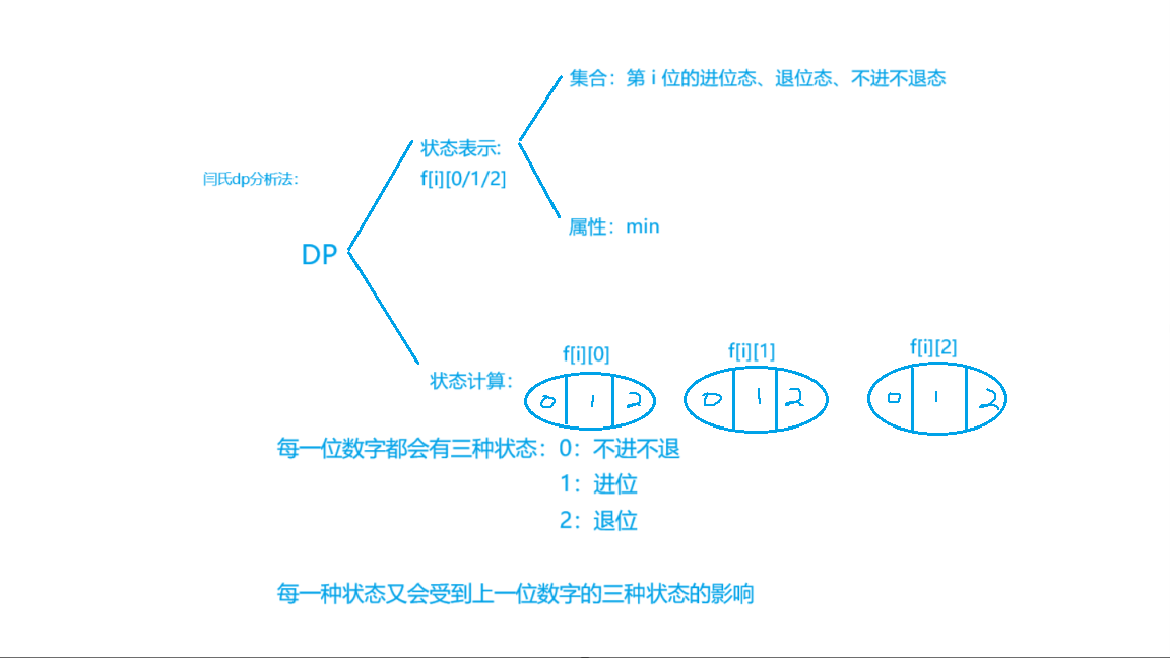 集合：第 i 位的进位态、退位态、不进不退态
状态表示:
f[i][0/1/2]
闫氏dp分析法：
属性：min
DP
f[i][0]
f[i][1]
f[i][2]
状态计算：
0 1 2
0 1 2
0 1 2
每一位数字都会有三种状态：0：不进不退
1：进位
2：退位
每一种状态又会受到上一位数字的三种状态的影响